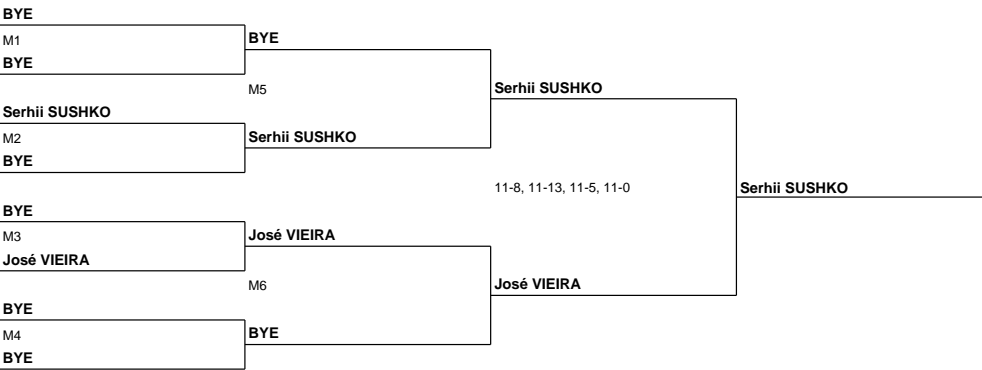 BYE
M1
BYE
BYE
M5
Serhii SUSHKO
Serhii SUSHKO
M2
Serhii SUSHKO
BYE
11-8, 11-13, 11-5, 11-0
Serhii SUSHKO
BYE
M3
José VIEIRA
José VIEIRA
M6
José VIEIRA
BYE
M4
BYE
BYE